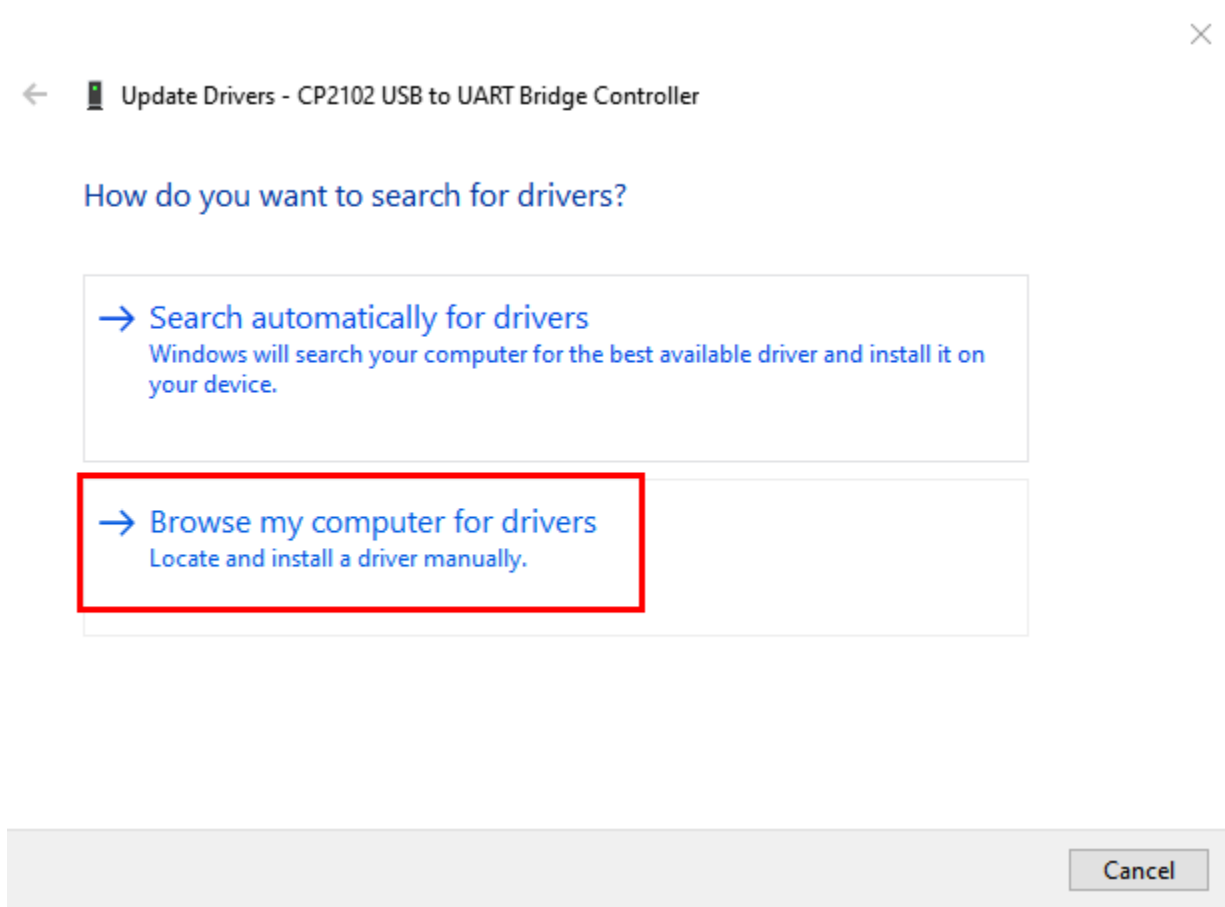 Update Drivers - CP2102 USB to UART Bridge Controller
How do you want to search for drivers?
Search automatically for drivers
Windows will search your computer for the best available driver and install it on
your device.
Browse my computer for drivers
Locate and install a driver manually.
Cancel